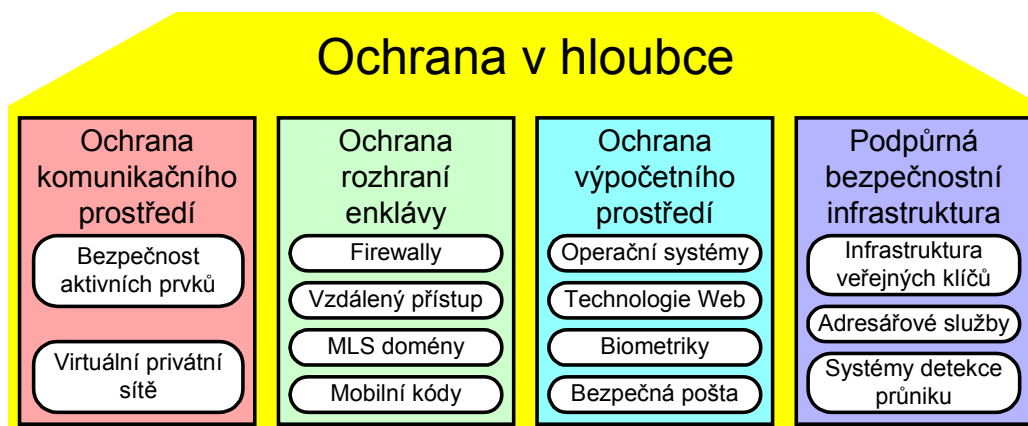 Ochrana v hloubce
Ochrana
komunikačního
prostředí
Bezpečnost
aktivních prvků
Virtuální privátní
sítě
Ochrana
rozhraní
enklávy
Firewally
Vzdálený přístup
MLS domény
Mobilní kódy
Ochrana
výpočetního
prostředí
Operační systémy
Technologie Web
Biometriky
Bezpečná pošta
Podpůrná
bezpečnostní
infrastruktura
Infrastruktura
veřejných klíčů
Adresářové služby
Systémy detekce
průniku